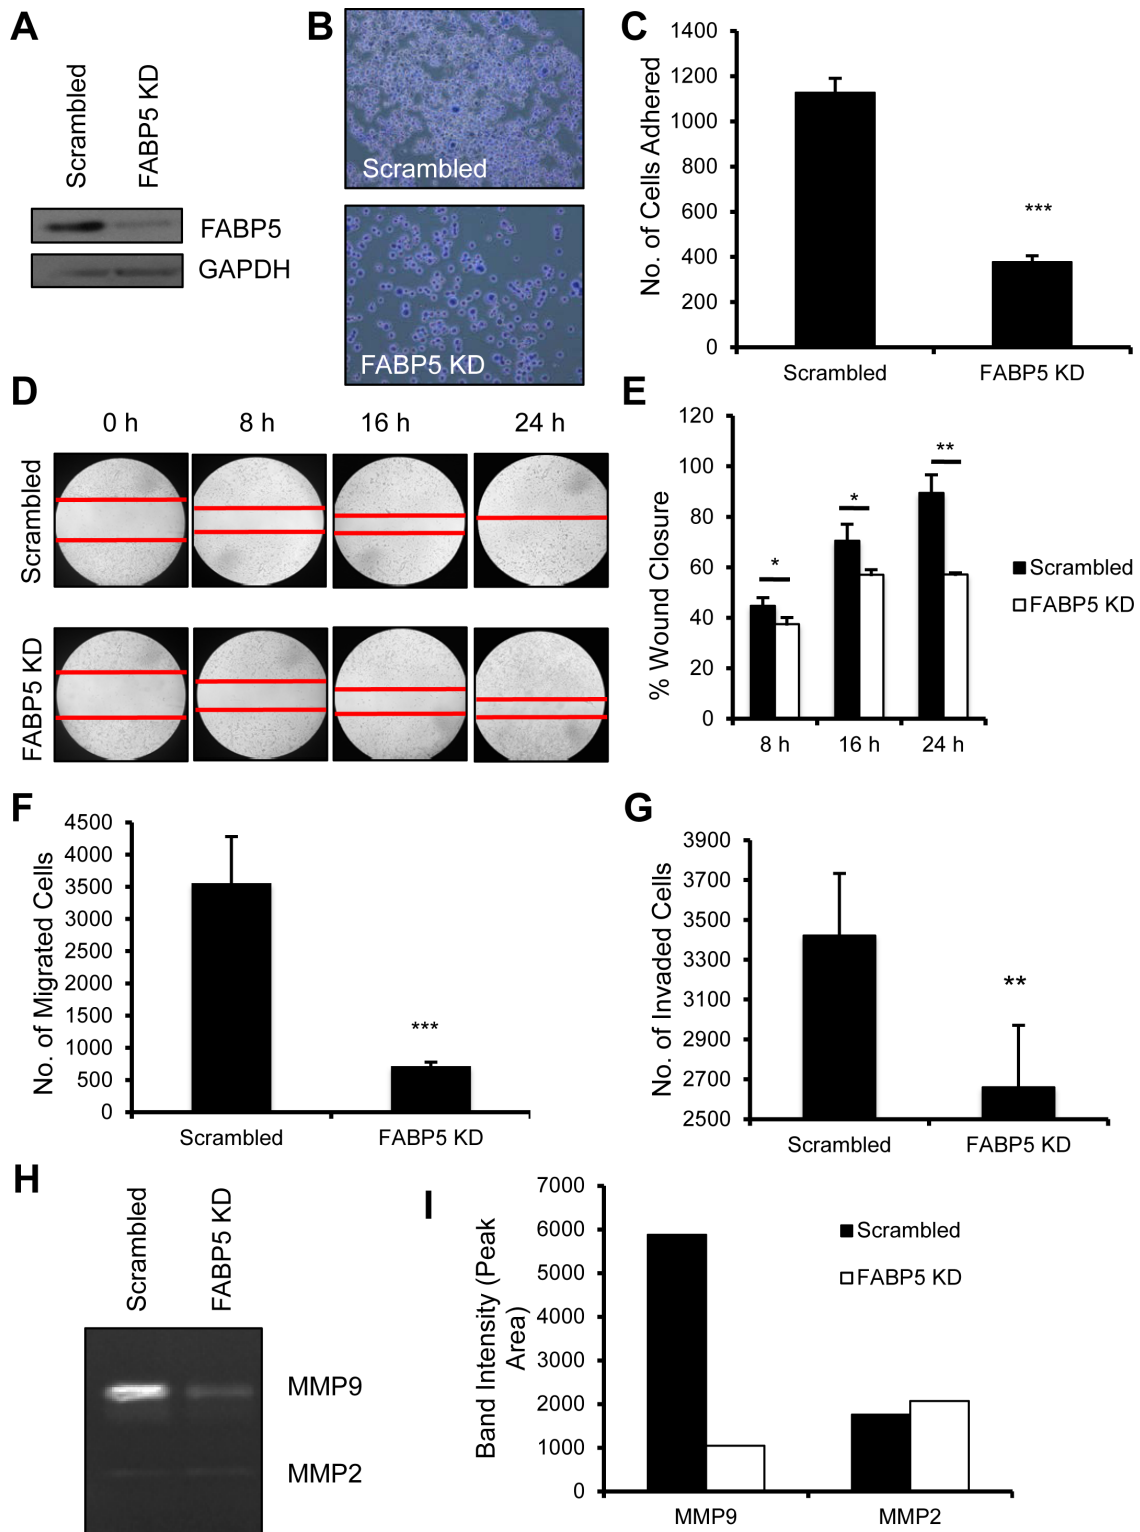 A
Scrambled
FABP5 KD
FABP5
GAPDH
B
Scrambled
FABP5 KD
C
No. of Cells Adhered
1400
1200
1000
800
600
400
200
0
***
Scrambled
FABP5 KD
D
0 h
8 h
16 h
24 h
Scrambled
FABP5 KD
E
% Wound Closure
120
100
80
60
40
20
0
*
*
**
8 h
16 h
24 h
Scrambled
FABP5 KD
F
No. of Migrated Cells
4500
4000
3500
3000
2500
2000
1500
1000
500
0
***
Scrambled
FABP5 KD
G
No. of Invaded Cells
3900
3700
3500
3300
3100
2900
2700
2500
**
Scrambled
FABP5 KD
H
Scrambled
FABP5 KD
MMP9
MMP2
I
Band Intensity (Peak
Area)
7000
6000
5000
4000
3000
2000
1000
0
Scrambled
FABP5 KD
MMP9
MMP2